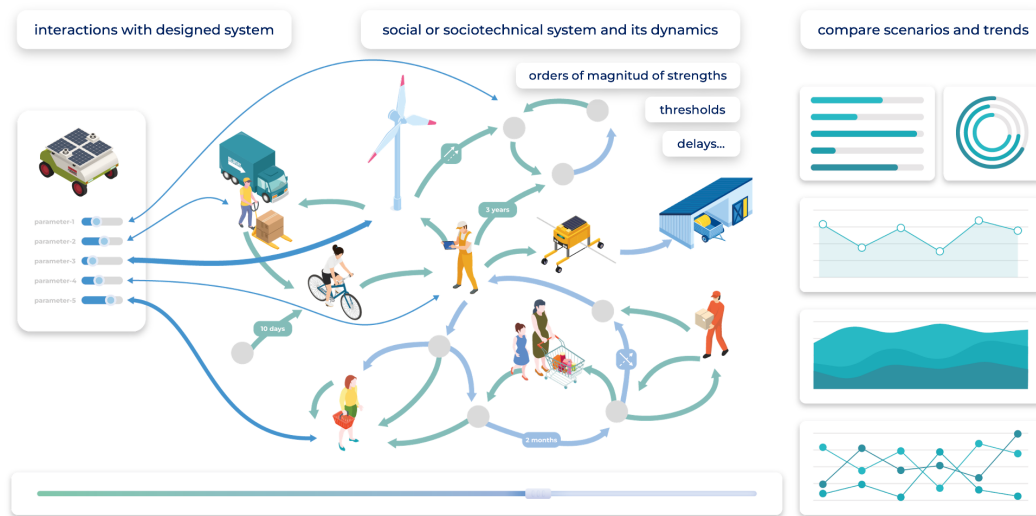 interactions with designed system
social or sociotechnical system and its dynamics
compare scenarios and trends
orders of magnitud of strengths
thresholds
delays...
parameter-1
parameter-2
parameter-3
parameter-4
parameter-5
3 years
10 days
2 months